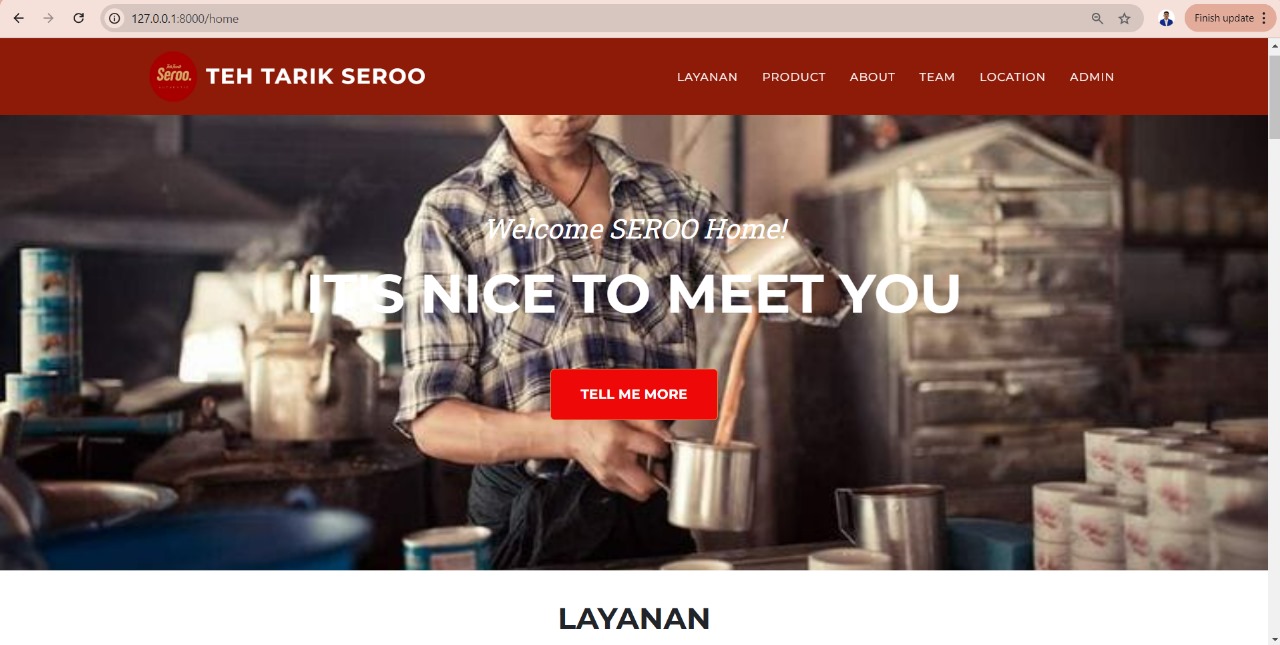 127.0.0.1:8000/home
Finish update
Seroo.
TEH TARIK SEROO
LAYANAN PRODUCT ABOUT TEAM LOCATION ADMIN
Welcome SEROO Home!
IT'S NICE TO MEET YOU
TELL ME MORE
LAYANAN